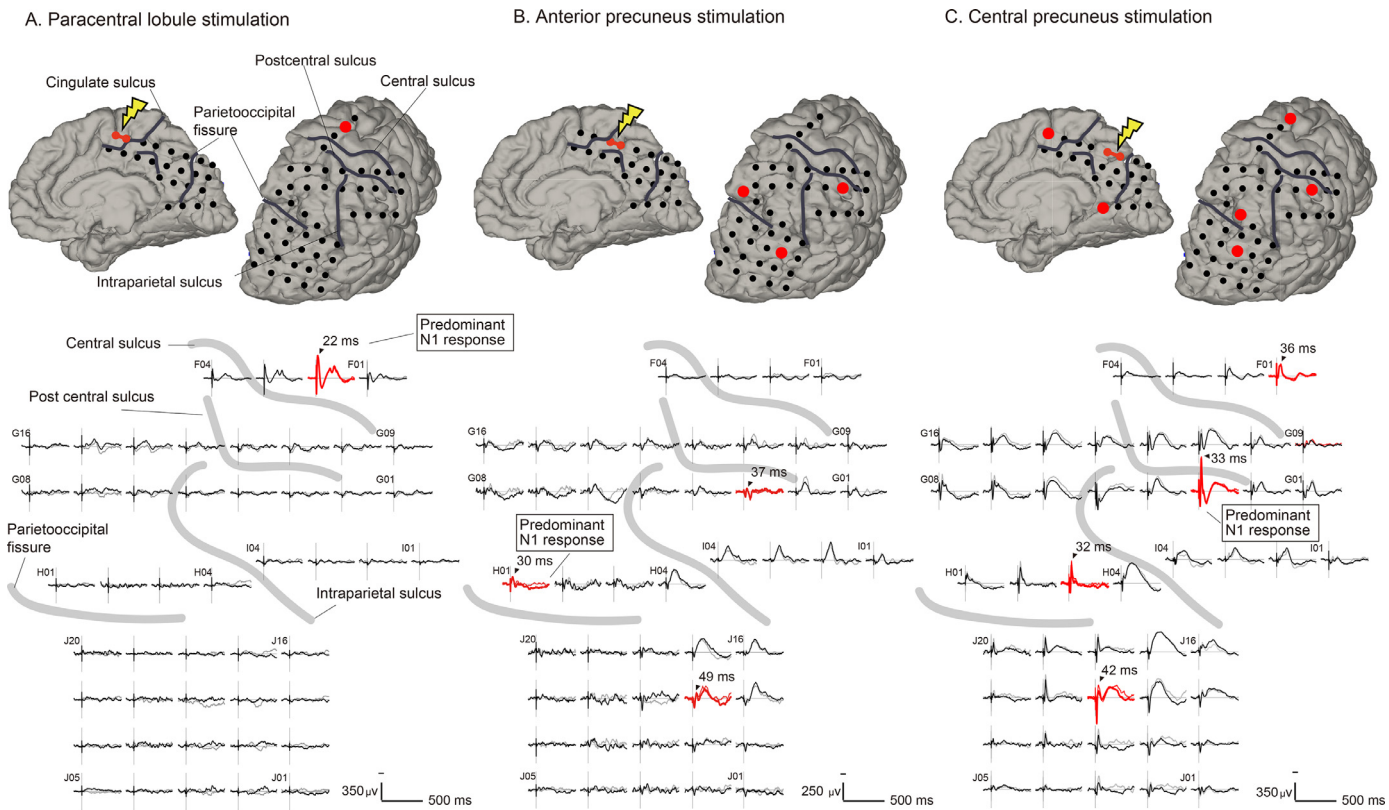 A. Paracentral lobule stimulation
B. Anterior precuneus stimulation
C. Central precuneus stimulation
Postcentral sulcus
Cingulate sulcus
Central sulcus
Parietooccipital
fissure
Intraparietal sulcus
Central sulcus
22 ms
Predominant
N1 response
F04
F01
Post central sulcus
G16
G09
G08
G01
Parietooccipital
fissure
I04
I01
H01
H04
Intraparietal sulcus
J20
J16
J05
J01
350 µV
500 ms
F04
F01
G16
G09
37 ms
G08
G01
Predominant
N1 response
I04
I01
30 ms
H01
H04
J20
J16
49 ms
J05
J01
250 µV
500 ms
36 ms
F04
F01
G16
G09
33 ms
G08
G01
Predominant
N1 response
32 ms
I04
I01
H01
H04
J20
J16
42 ms
J05
J01
350 µV
500 ms